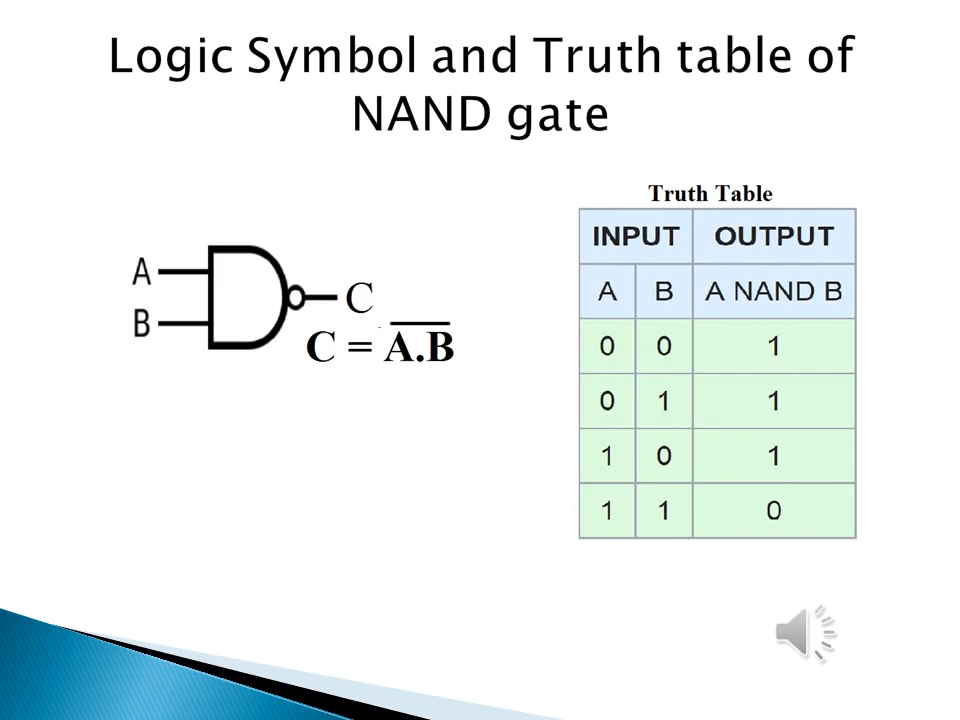 Logic Symbol and Truth table of
NAND gate
A
B
C
C = A̅.̅B̅
Truth Table
INPUT OUTPUT
A B A NAND B
0 0 1
0 1 1
1 0 1
1 1 0